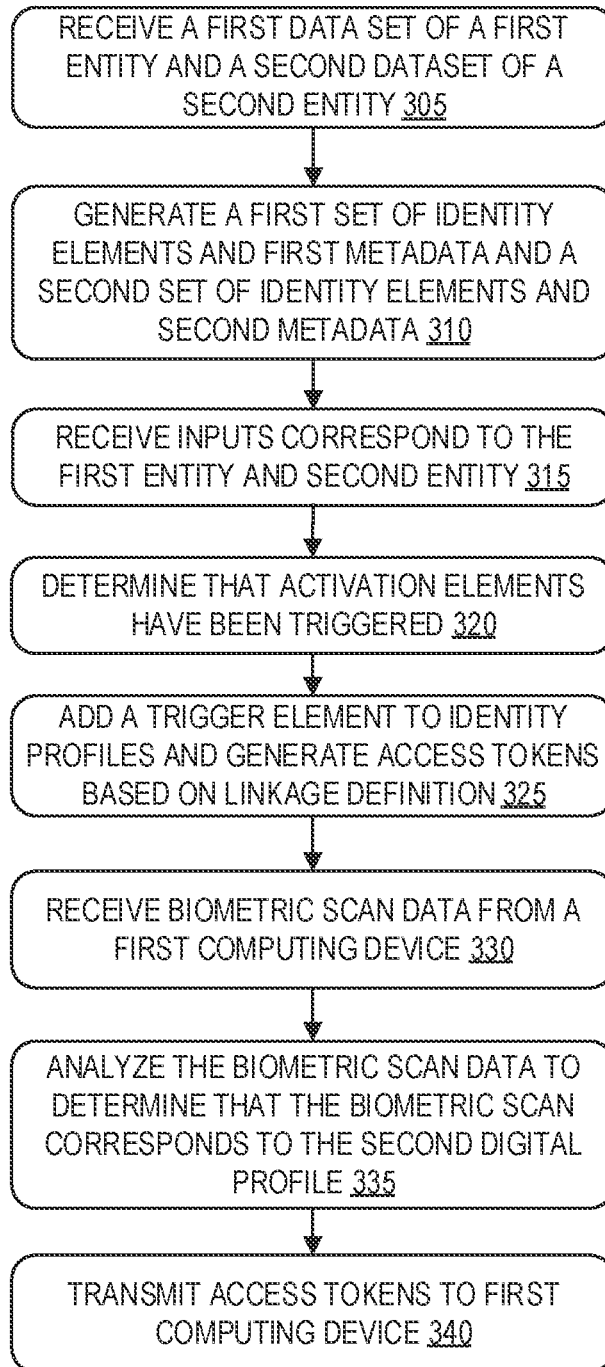 RECEIVE A FIRST DATA SET OF A FIRST
ENTITY AND A SECOND DATASET OF A
SECOND ENTITY 305
GENERATE A FIRST SET OF IDENTITY
ELEMENTS AND FIRST METADATA AND A
SECOND SET OF IDENTITY ELEMENTS AND
SECOND METADATA 310
RECEIVE INPUTS CORRESPOND TO THE
FIRST ENTITY AND SECOND ENTITY 315
DETERMINE THAT ACTIVATION ELEMENTS
HAVE BEEN TRIGGERED 320
ADD A TRIGGER ELEMENT TO IDENTITY
PROFILES AND GENERATE ACCESS TOKENS
BASED ON LINKAGE DEFINITION 325
RECEIVE BIOMETRIC SCAN DATA FROM A
FIRST COMPUTING DEVICE 330
ANALYZE THE BIOMETRIC SCAN DATA TO
DETERMINE THAT THE BIOMETRIC SCAN
CORRESPONDS TO THE SECOND DIGITAL
PROFILE 335
TRANSMIT ACCESS TOKENS TO FIRST
COMPUTING DEVICE 340